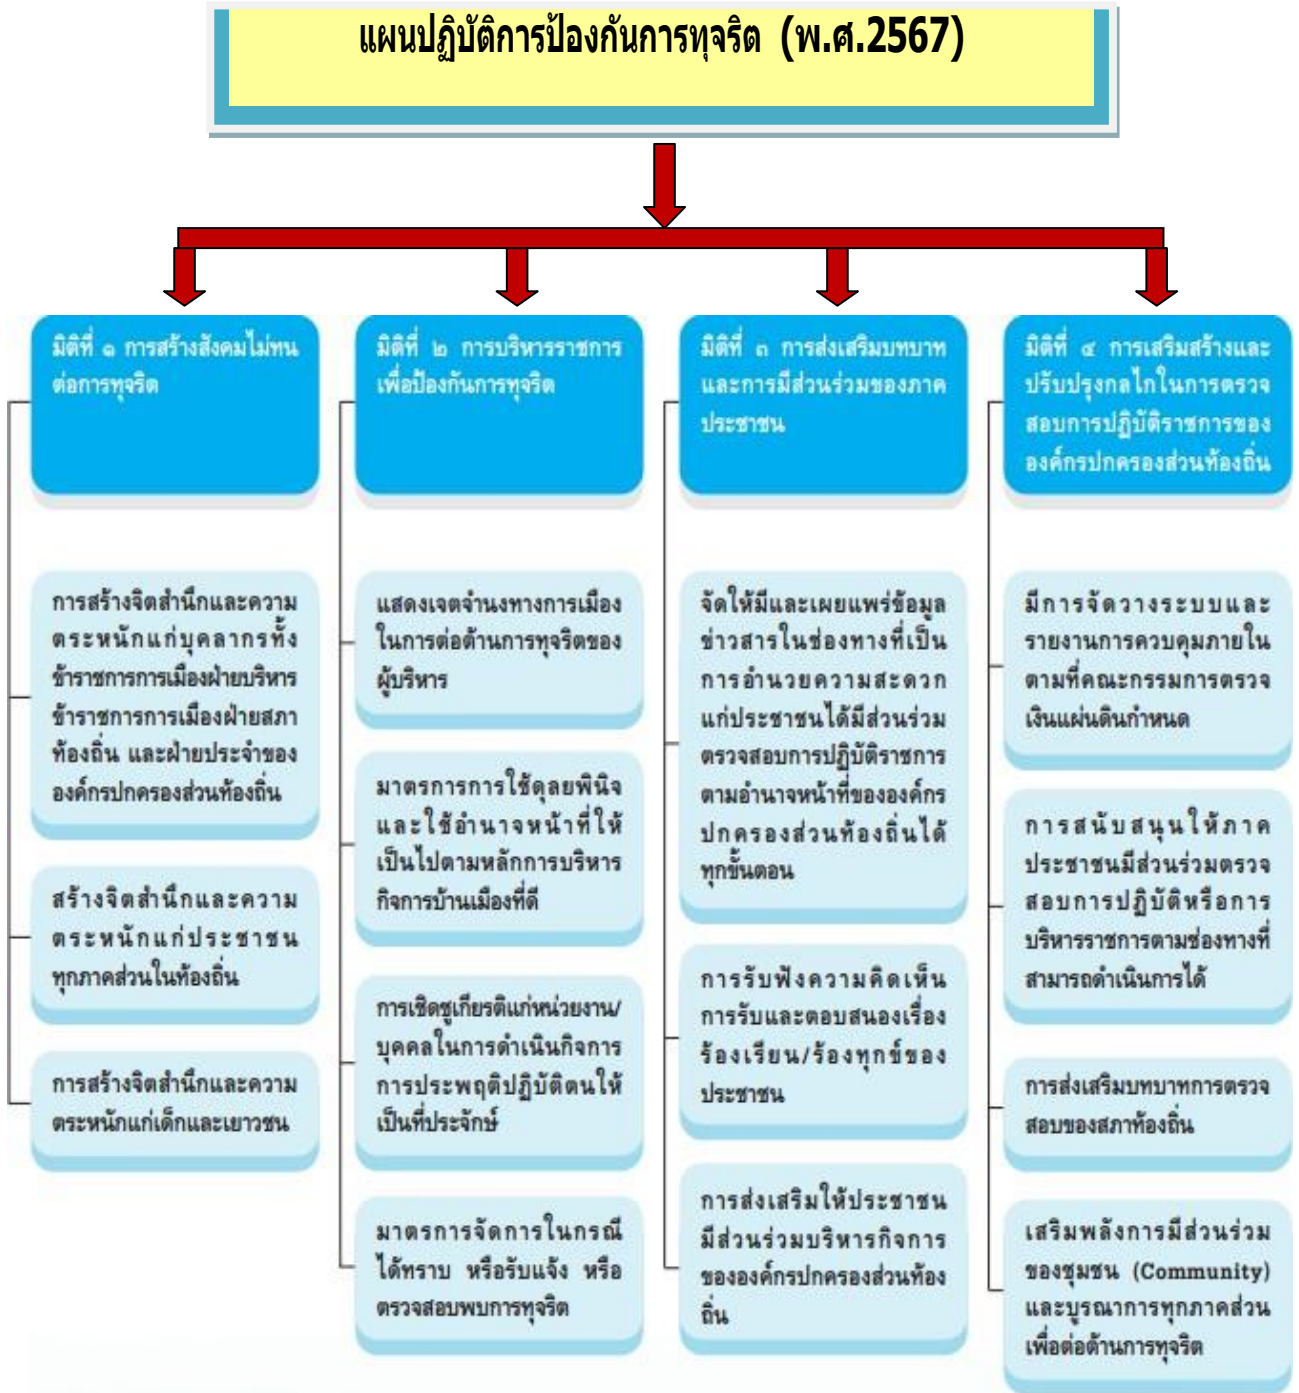 แผนปฏิบัติการป้องกันการทุจริต (พ.ศ.2567)
มิติที่ ๑ การสร้างสังคมไม่ทน
ต่อการทุจริต
การสร้างจิตสำนึกและความ
ตระหนักแก่บุคลากรทั้ง
ข้าราชการการเมืองฝ่ายบริหาร
ข้าราชการการเมืองฝ่ายสภา
ท้องถิ่น และฝ่ายประจำของ
องค์กรปกครองส่วนท้องถิ่น
สร้างจิตสำนึกและความ
ตระหนักแก่ประชาชน
ทุกภาคส่วนในท้องถิ่น
การสร้างจิตสำนึกและความ
ตระหนักแก่เด็กและเยาวชน
มิติที่ ๒ การบริหารราชการ
เพื่อป้องกันการทุจริต
แสดงเจตจำนงทางการเมือง
ในการต่อต้านการทุจริตของ
ผู้บริหาร
มาตรการการใช้ดุลยพินิจ
และใช้อำนาจหน้าที่ให้
เป็นไปตามหลักการบริหาร
กิจการบ้านเมืองที่ดี
การเชิดชูเกียรติแก่หน่วยงาน/
บุคคลในการดำเนินกิจการ
การประพฤติปฏิบัติตนให้
เป็นที่ประจักษ์
มาตรการจัดการในกรณี
ได้ทราบ หรือรับแจ้ง หรือ
ตรวจสอบพบการทุจริต
มิติที่ ๓ การส่งเสริมบทบาท
และการมีส่วนร่วมของภาค
ประชาชน
จัดให้มีและเผยแพร่ข้อมูล
ข่าวสารในช่องทางที่เป็น
การอำนวยความสะดวก
แก่ประชาชนได้มีส่วนร่วม
ตรวจสอบการปฏิบัติราชการ
ตามอำนาจหน้าที่ขององค์กร
ปกครองส่วนท้องถิ่นได้
ทุกขั้นตอน
การรับฟังความคิดเห็น
การรับและตอบสนองเรื่อง
ร้องเรียน/ร้องทุกข์ของ
ประชาชน
การส่งเสริมให้ประชาชน
มีส่วนร่วมบริหารกิจการ
ขององค์กรปกครองส่วนท้อง
ถิ่น
มิติที่ ๔ การเสริมสร้างและ
ปรับปรุงกลไกในการตรวจ
สอบการปฏิบัติราชการของ
องค์กรปกครองส่วนท้องถิ่น
มีการจัดวางระบบและ
รายงานการควบคุมภายใน
ตามที่คณะกรรมการตรวจ
เงินแผ่นดินกำหนด
การสนับสนุนให้ภาค
ประชาชนมีส่วนร่วมตรวจ
สอบการปฏิบัติหรือการ
บริหารราชการตามช่องทางที่
สามารถดำเนินการได้
การส่งเสริมบทบาทการตรวจ
สอบของสภาท้องถิ่น
เสริมพลังการมีส่วนร่วม
ของชุมชน (Community)
และบูรณาการทุกภาคส่วน
เพื่อต่อต้านการทุจริต